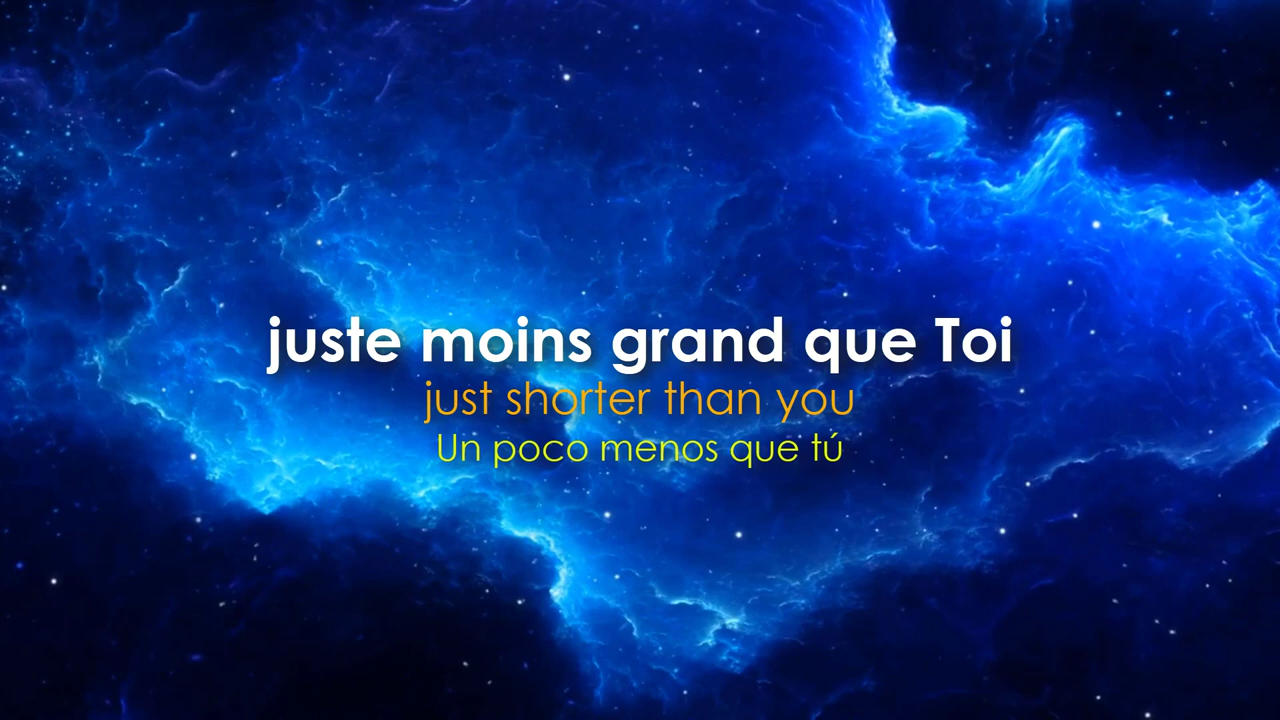 juste moins grand que Toi
just shorter than you
Un poco menos que tú